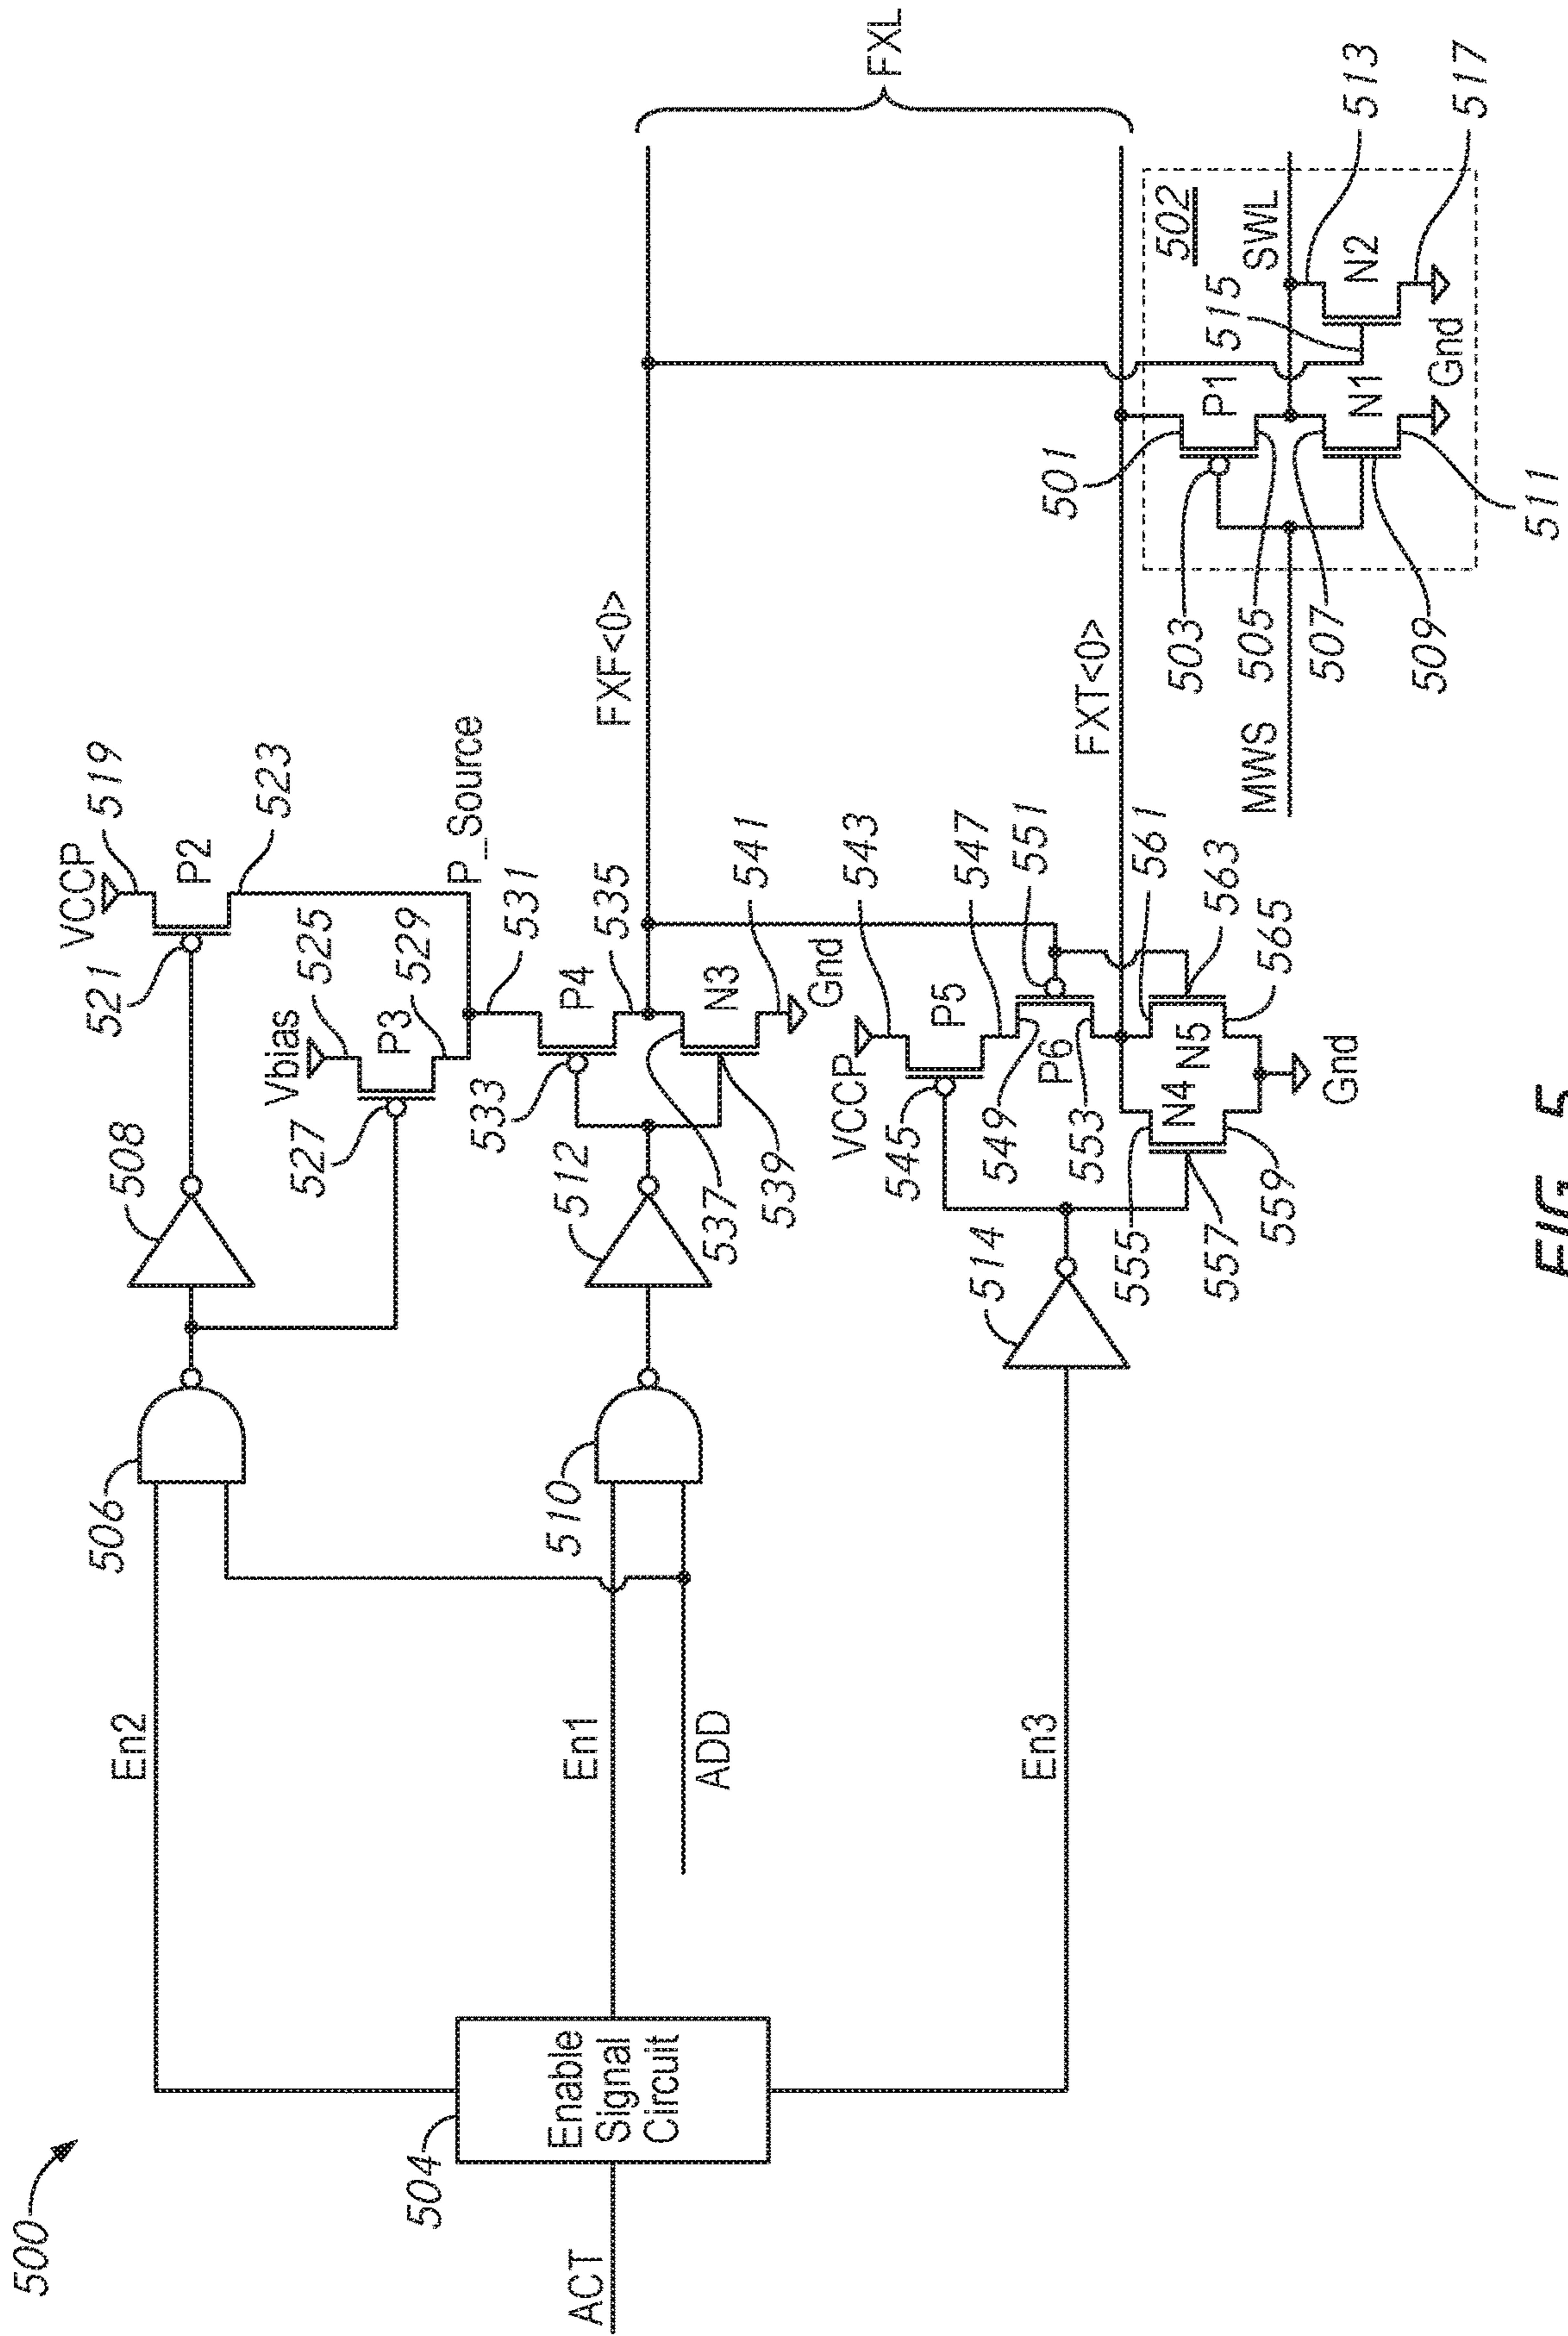 500
ACT
504
Enable
Signal
Circuit
En2
En1
ADD
En3
506
510
508
512
514
VCCP
519
P2
521
523
Vbias
525
P3
527
529
P_Source
531
P4
533
535
537
N3
539
541
Gnd
VCCP
543
P5
545
547
549
P6
551
553
555
N4
557
559
561
N5
563
565
Gnd
FXF<0>
FXT<0>
FXL
MWS
502
SWL
501
P1
503
505
507
N1
509
511
513
N2
515
517
Gnd
FIG. 5